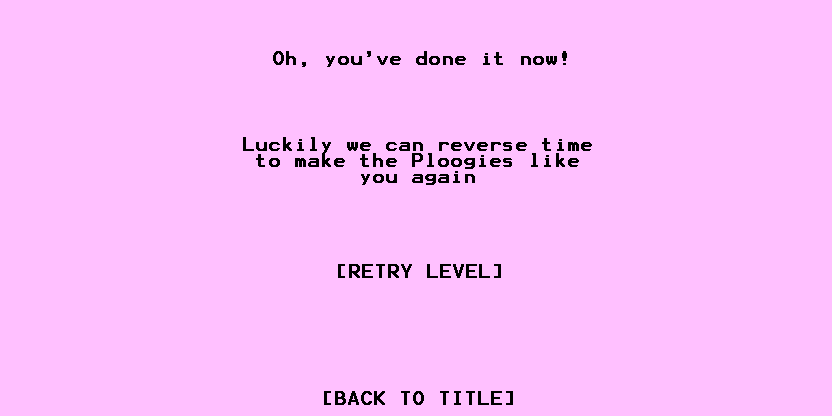 Oh, you've done it now!
Luckily we can reverse time
to make the Ploogies like
you again
[RETRY LEVEL]
[BACK TO TITLE]